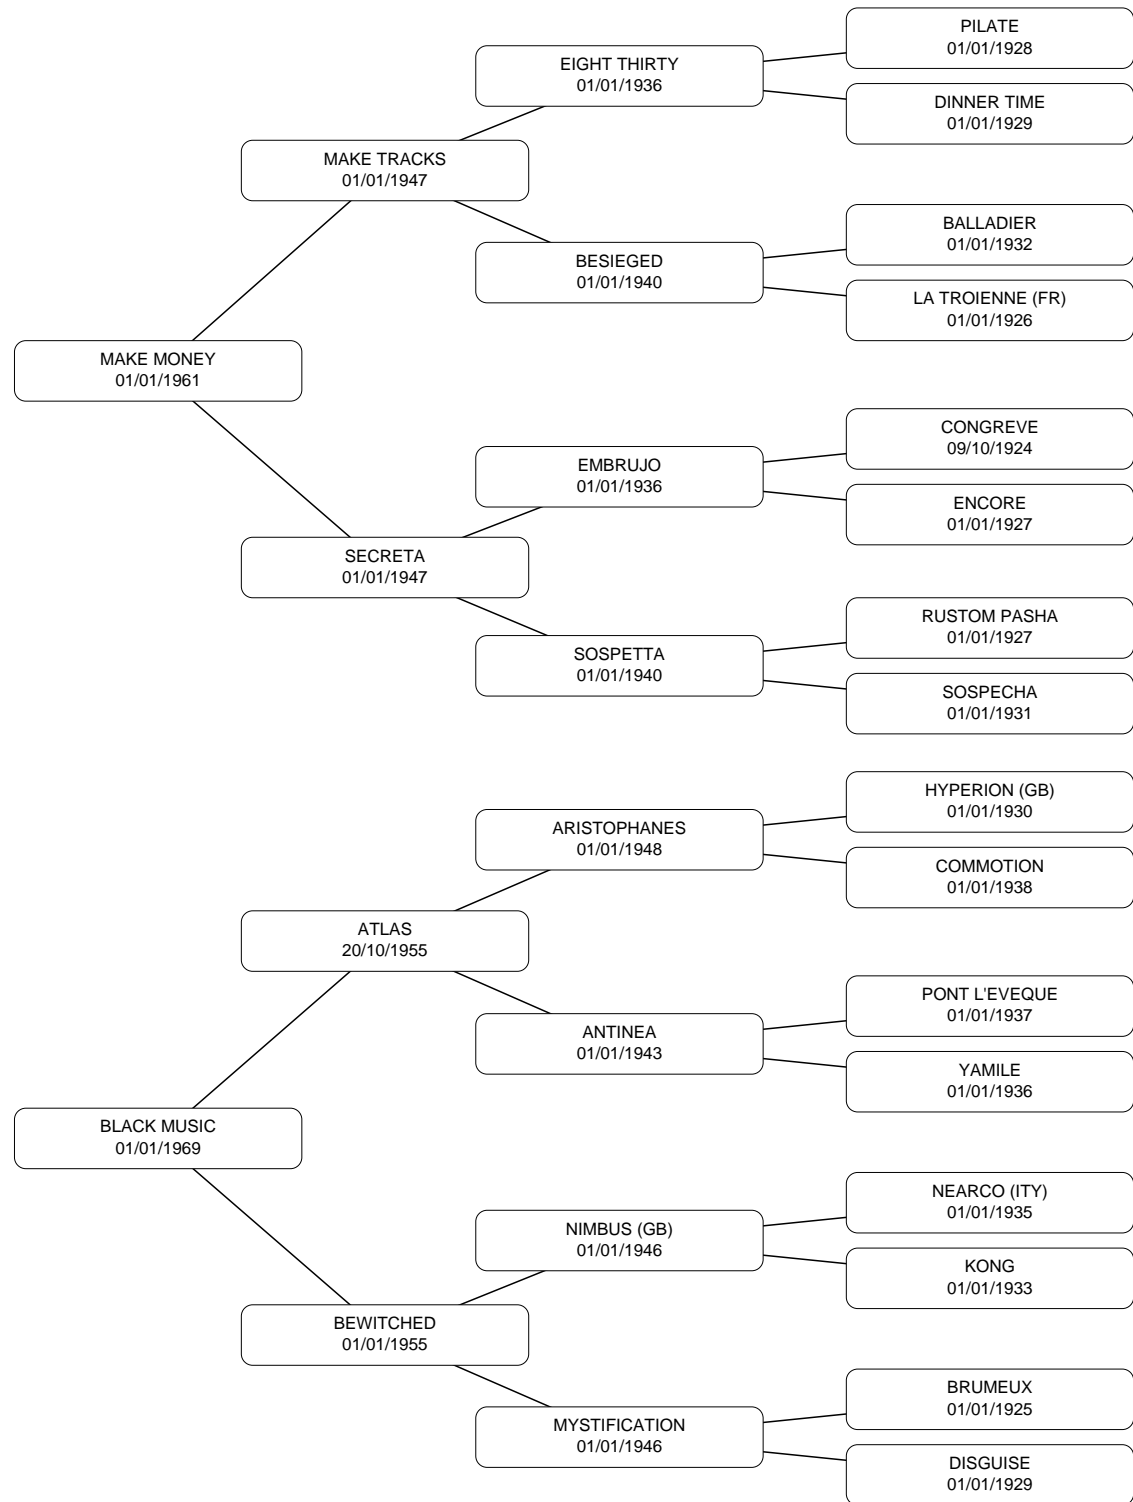 PILATE
01/01/1928
EIGHT THIRTY
01/01/1936
DINNER TIME
01/01/1929
MAKE TRACKS
01/01/1947
BALLADIER
01/01/1932
BESIEGED
01/01/1940
LA TROIENNE (FR)
01/01/1926
MAKE MONEY
01/01/1961
CONGREVE
09/10/1924
EMBRUJO
01/01/1936
ENCORE
01/01/1927
SECRETA
01/01/1947
RUSTOM PASHA
01/01/1927
SOSPETTA
01/01/1940
SOSPECHA
01/01/1931
HYPERION (GB)
01/01/1930
ARISTOPHANES
01/01/1948
COMMOTION
01/01/1938
ATLAS
20/10/1955
PONT L'EVEQUE
01/01/1937
ANTINEA
01/01/1943
YAMILE
01/01/1936
BLACK MUSIC
01/01/1969
NEARCO (ITY)
01/01/1935
NIMBUS (GB)
01/01/1946
KONG
01/01/1933
BEWITCHED
01/01/1955
BRUMEUX
01/01/1925
MYSTIFICATION
01/01/1946
DISGUISE
01/01/1929